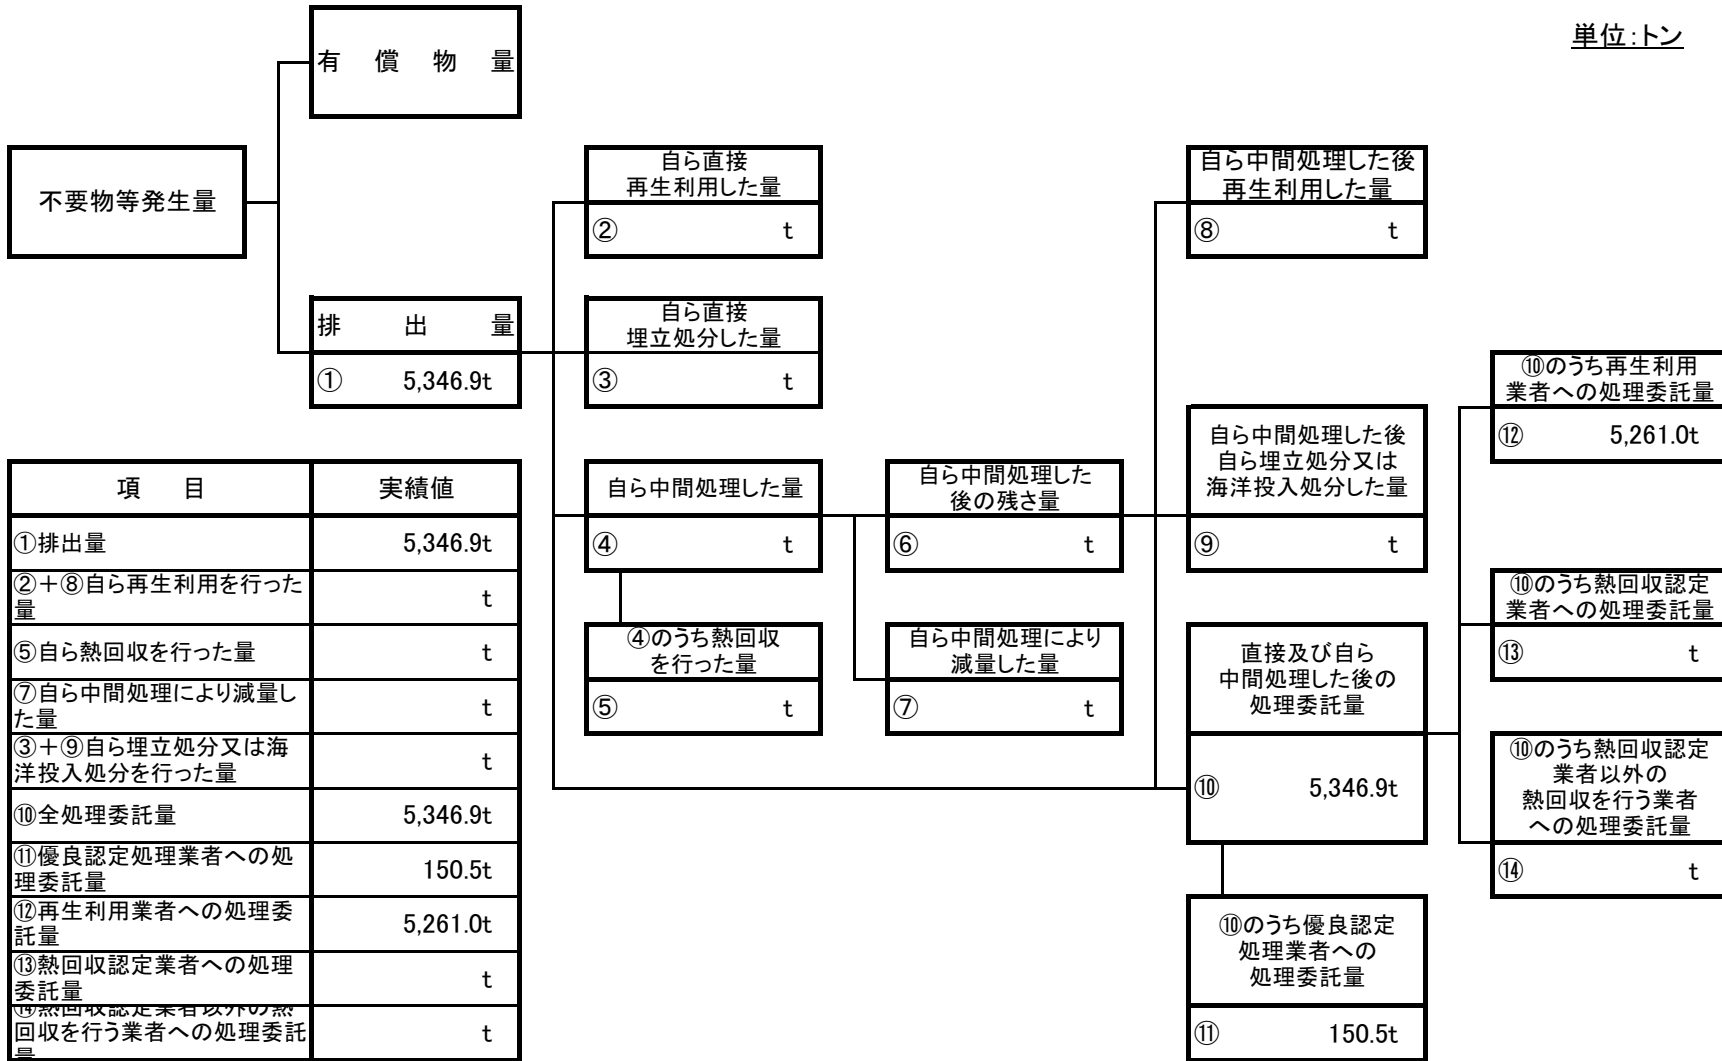 単位:トン
有償物量
不要物等発生量
自ら直接
再生利用した量
② t
自ら中間処理した後
再生利用した量
⑧ t
排出量
① 5,346.9t
自ら直接
埋立処分した量
③ t
⑩のうち再生利用
業者への処理委託量
⑫ 5,261.0t
自ら中間処理した量
④ t
自ら中間処理した
後の残さ量
⑥ t
自ら中間処理した後
自ら埋立処分又は
海洋投入処分した量
⑨ t
⑩のうち熱回収認定
業者への処理委託量
⑬ t
④のうち熱回収
を行った量
⑤ t
自ら中間処理により
減量した量
⑦ t
直接及び自ら
中間処理した後の
処理委託量
⑩ 5,346.9t
⑩のうち熱回収認定
業者以外の
熱回収を行う業者
への処理委託量
⑭ t
⑩のうち優良認定
処理業者への
処理委託量
⑪ 150.5t
項目 実績値
①排出量 5,346.9t
②+⑧自ら再生利用を行った
量 t
⑤自ら熱回収を行った量 t
⑦自ら中間処理により減量し
た量 t
③+⑨自ら埋立処分又は海
洋投入処分を行った量 t
⑩全処理委託量 5,346.9t
⑪優良認定処理業者への処
理委託量 150.5t
⑫再生利用業者への処理委
託量 5,261.0t
⑬熱回収認定業者への処理
委託量 t
⑭熱回収認定業者以外の熱
回収を行う業者への処理委託
量 t